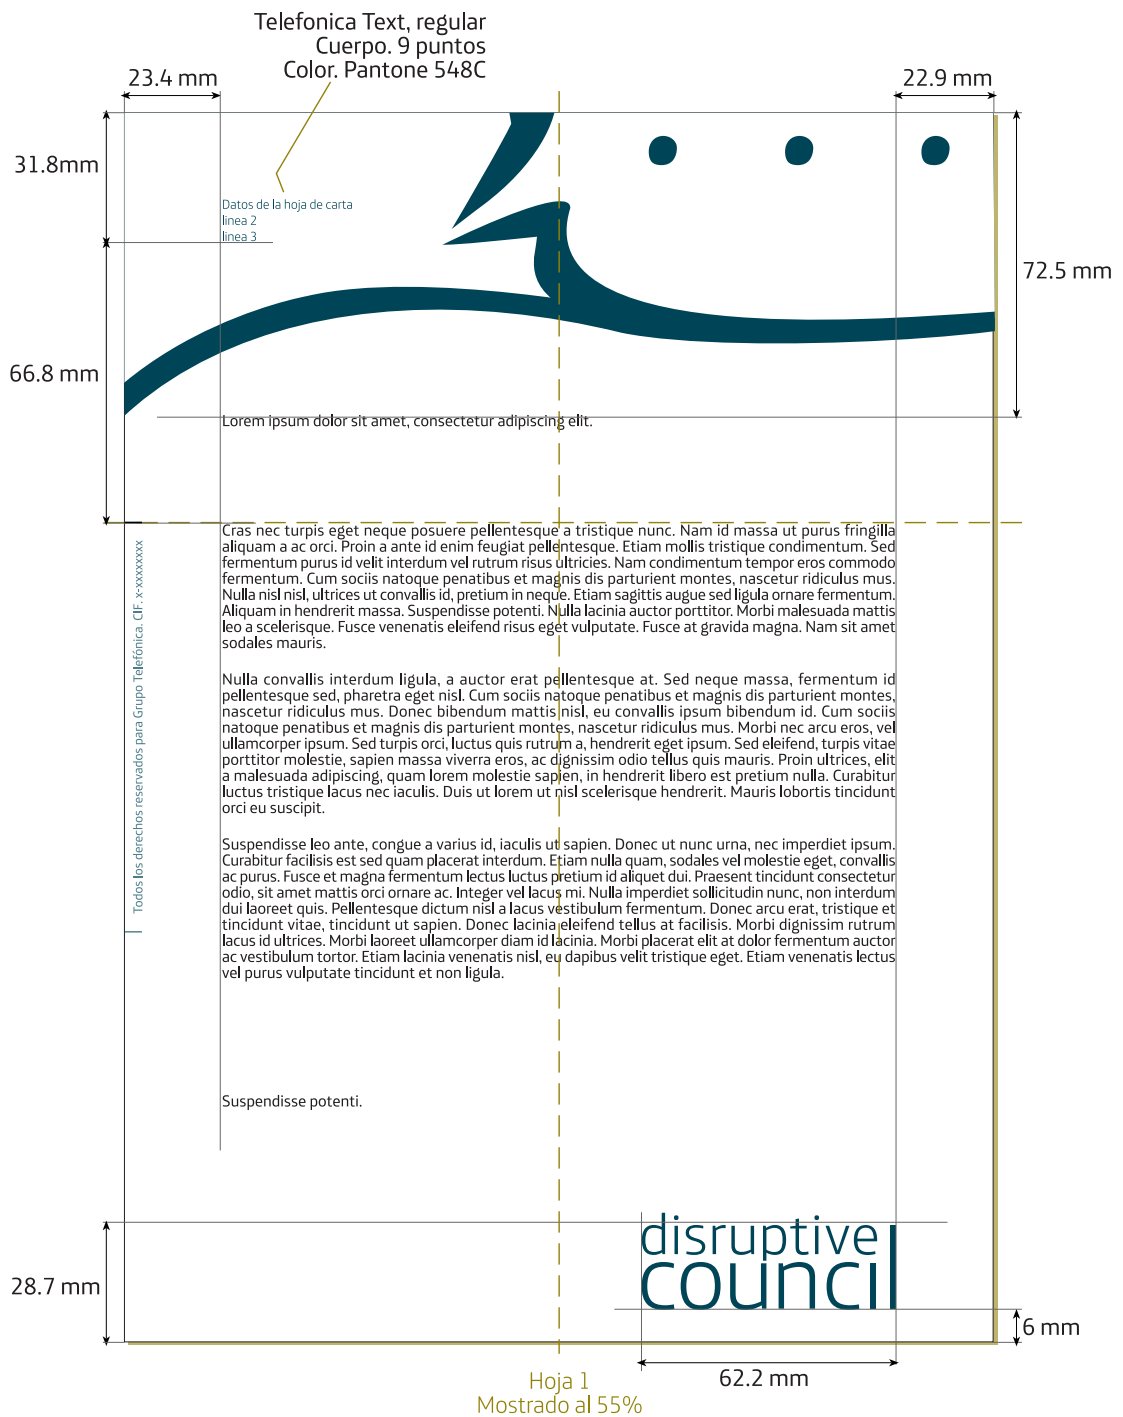 Telefonica Text, regular
Cuerpo. 9 puntos
Color. Pantone 548C
23.4 mm
22.9 mm
31.8mm
Datos de la hoja de carta
linea 2
linea 3
72.5 mm
66.8 mm
Lorem ipsum dolor sit amet, consectetur adipiscing elit.
Cras nec turpis eget neque posuere pellentesque a tristique nunc. Nam id massa ut purus fringilla
aliquam a ac orci. Proin a ante id enim feugiat pellentesque. Etiam mollis tristique condimentum. Sed
fermentum purus id velit interdum vel rutrum risus ultricies. Nam condimentum tempor eros commodo
fermentum. Cum sociis natoque penatibus et magnis dis parturient montes, nascetur ridiculus mus.
Nulla nisl nisl, ultrices ut convallis id, pretium in neque. Etiam sagittis augue sed ligula ornare fermentum.
Aliquam in hendrerit massa. Suspendisse potenti. Nulla lacinia auctor porttitor. Morbi malesuada mattis
leo a scelerisque. Fusce venenatis eleifend risus eget vulputate. Fusce at gravida magna. Nam sit amet
sodales mauris.
Nulla convallis interdum ligula, a auctor erat pellentesque at. Sed neque massa, fermentum id
pellentesque sed, pharetra eget nisl. Cum sociis natoque penatibus et magnis dis parturient montes,
nascetur ridiculus mus. Donec bibendum mattis nisl, eu convallis ipsum bibendum id. Cum sociis
natoque penatibus et magnis dis parturient montes, nascetur ridiculus mus. Morbi nec arcu eros, vel
ullamcorper ipsum. Sed turpis orci, luctus quis rutrum a, hendrerit eget ipsum. Sed eleifend, turpis vitae
porttitor molestie, sapien massa viverra eros, ac dignissim odio tellus quis mauris. Proin ultrices, elit
a malesuada adipiscing, quam lorem molestie sapien, in hendrerit libero est pretium nulla. Curabitur
luctus tristique lacus nec iaculis. Duis ut lorem ut nisl scelerisque hendrerit. Mauris lobortis tincidunt
orci eu suscipit.
Suspendisse leo ante, congue a varius id, iaculis ut sapien. Donec ut nunc urna, nec imperdiet ipsum.
Curabitur facilisis est sed quam placerat interdum. Etiam nulla quam, sodales vel molestie eget, convallis
ac purus. Fusce et magna fermentum lectus luctus pretium id aliquet dui. Praesent tincidunt consectetur
odio, sit amet mattis orci ornare ac. Integer vel lacus mi. Nulla imperdiet sollicitudin nunc, non interdum
dui laoreet quis. Pellentesque dictum nisl a lacus vestibulum fermentum. Donec arcu erat, tristique et
tincidunt vitae, tincidunt ut sapien. Donec lacinia eleifend tellus at facilisis. Morbi dignissim rutrum
lacus id ultrices. Morbi laoreet ullamcorper diam id lacinia. Morbi placerat elit at dolor fermentum auctor
ac vestibulum tortor. Etiam lacinia venenatis nisl, eu dapibus velit tristique eget. Etiam venenatis lectus
vel purus vulputate tincidunt et non ligula.
Todos los derechos reservados para Grupo Telefónica. CIF. x-xxxxxxxx
Suspendisse potenti.
disruptive
council
28.7 mm
6 mm
62.2 mm
Hoja 1
Mostrado al 55%